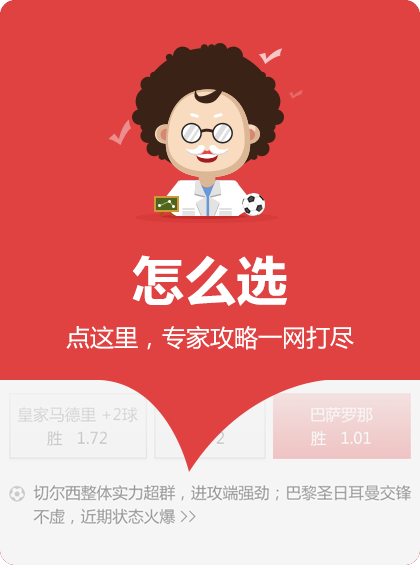 怎么选
点这里，专家攻略一网打尽
皇家马德里 +2球
巴萨罗那
胜 1.72
2
胜 1.01
切尔西整体实力超群，进攻端强劲；巴黎圣日耳曼交锋
不虚，近期状态火爆 >>